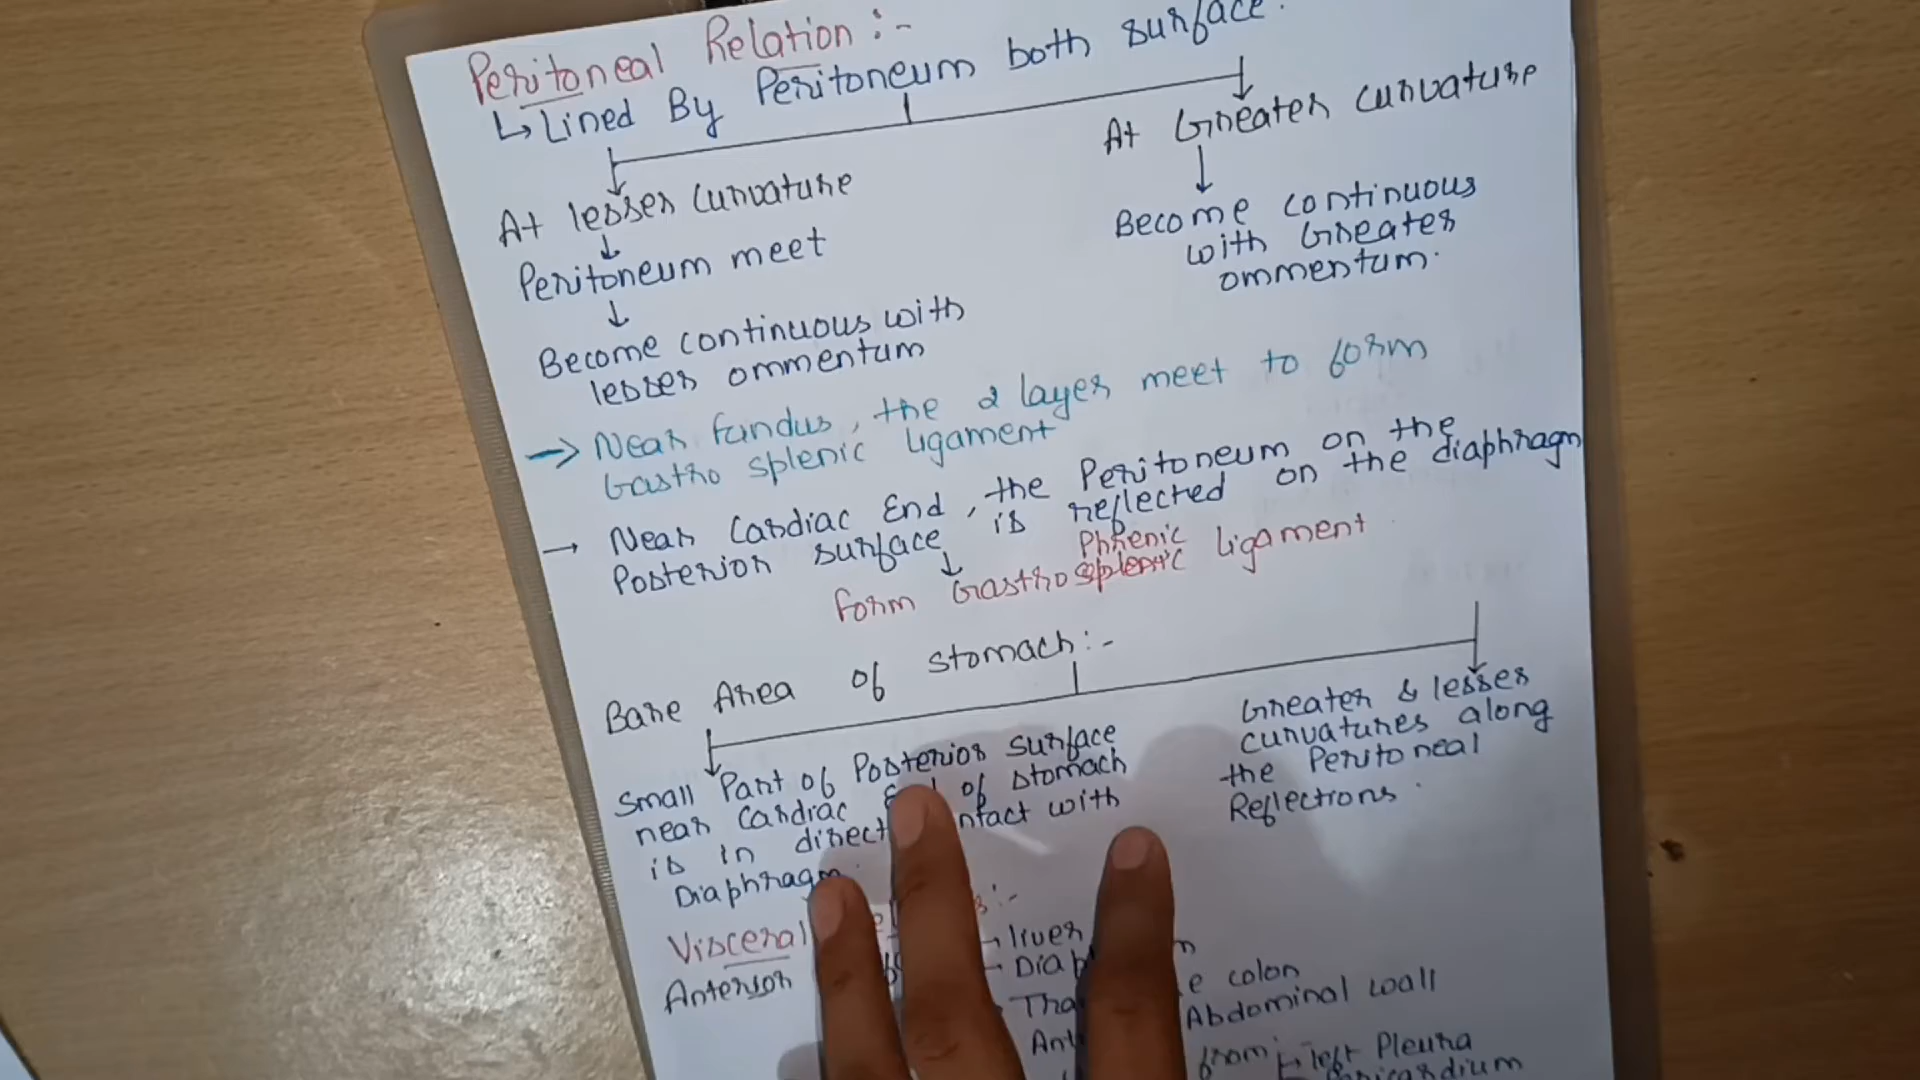 Peritoneal Relation :-
↳ Lined By Peritoneum both surface.
At lesser curvature
Peritoneum meet
Become continuous with
lesser ommentum
At Greater curvature
Become continuous
with Greater
ommentum.
→ Near fundus, the 2 layer meet to form
Gastro splenic ligament
→ Near Cardiac End, the Peritoneum on the
Posterior surface is reflected on the diaphragm
Phrenic
form Gastrosplenic ligament
Bare Area of stomach :-
Small Part of Posterior surface
near cardiac of stomach
is in direct with
Diaphragm.
Greater & lesser
curvatures along
the Peritoneal
Reflections.
Visceral
Anterior liver
colon
Abdominal wall
from left Pleura